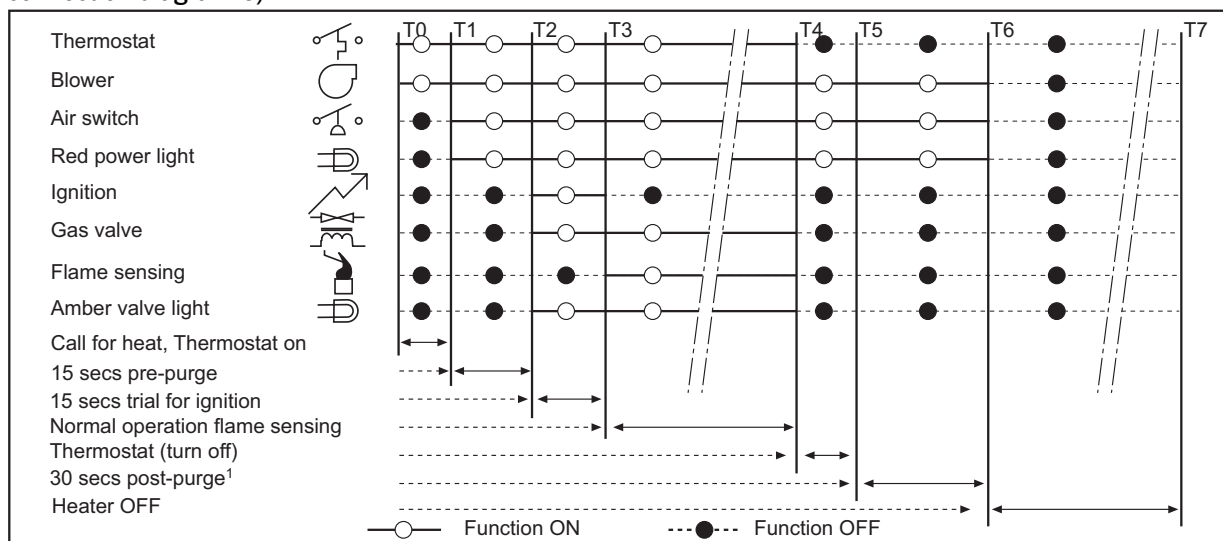 T0 T1 T2 T3 T4 T5 T6 T7
Thermostat
Blower
Air switch
Red power light
Ignition
Gas valve
Flame sensing
Amber valve light
Call for heat, Thermostat on
15 secs pre-purge
15 secs trial for ignition
Normal operation flame sensing
Thermostat (turn off)
30 secs post-purge¹
Heater OFF
Function ON Function OFF